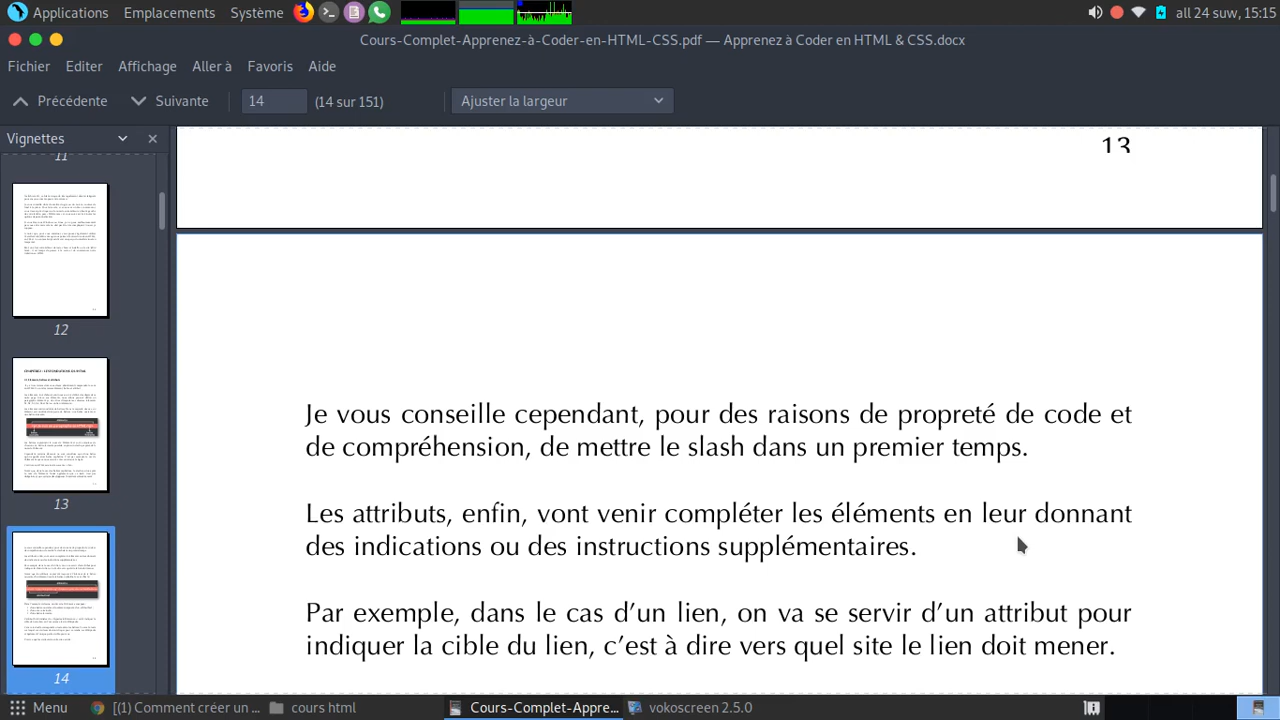 Applications Emplacements Système all 24 suw, 15:15
Cours-Complet-Apprenez-à-Coder-en-HTML-CSS.pdf — Apprenez à Coder en HTML & CSS.docx
Fichier Editer Affichage Aller à Favoris Aide
Précédente Suivante 14 (14 sur 151) Ajuster la largeur
Vignettes
11
12
13
14
13
Je vous conseille cependant, pour des raisons de propreté de code et
de compréhension, de mettre le slash dans un premier temps.
Les attributs, enfin, vont venir compléter les éléments en leur donnant
des indications ou des instructions supplémentaires.
Par exemple, dans le cas d’un lien, on va se servir d’un attribut pour
indiquer la cible du lien, c’est à dire vers quel site le lien doit mener.
Menu [(1) Comment créer un ... cours html Cours-Complet-Appre... vokoscreen 2.5.0